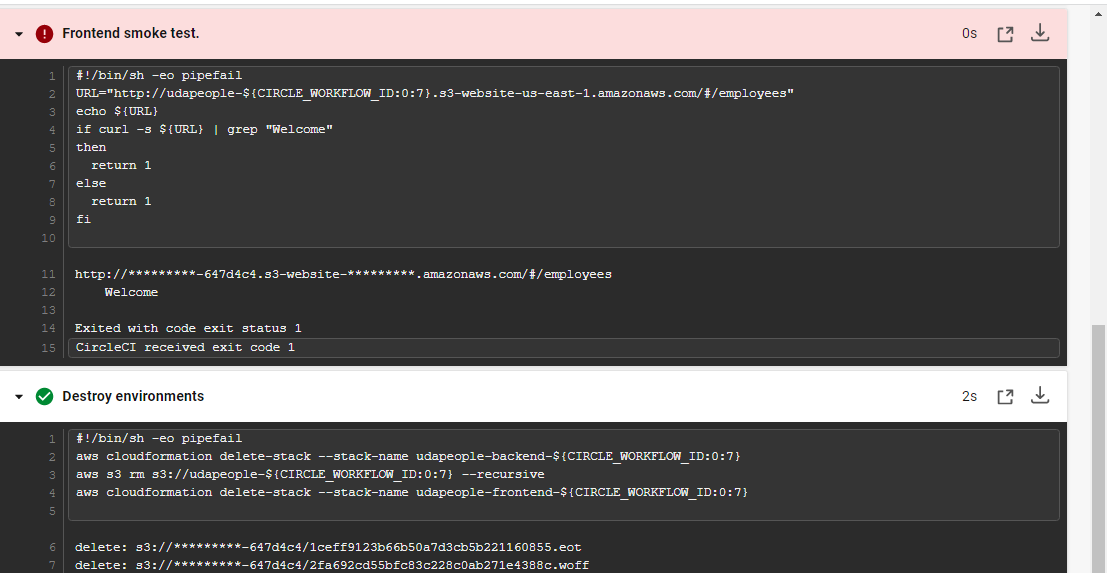 Frontend smoke test.
0s
1 #!/bin/sh -eo pipefail
2 URL="http://udapeople-${CIRCLE_WORKFLOW_ID:0:7}.s3-website-us-east-1.amazonaws.com/#/employees"
3 echo ${URL}
4 if curl -s ${URL} | grep "Welcome"
5 then
6   return 1
7 else
8   return 1
9 fi
10
11 http://*********-647d4c4.s3-website-*********.amazonaws.com/#/employees
12     Welcome
13
14 Exited with code exit status 1
15 CircleCI received exit code 1
Destroy environments
2s
1 #!/bin/sh -eo pipefail
2 aws cloudformation delete-stack --stack-name udapeople-backend-${CIRCLE_WORKFLOW_ID:0:7}
3 aws s3 rm s3://udapeople-${CIRCLE_WORKFLOW_ID:0:7} --recursive
4 aws cloudformation delete-stack --stack-name udapeople-frontend-${CIRCLE_WORKFLOW_ID:0:7}
5
6 delete: s3://*********-647d4c4/1ceff9123b66b50a7d3cb5b221160855.eot
7 delete: s3://*********-647d4c4/2fa692cd55bfc83c228c0ab271e4388c.woff